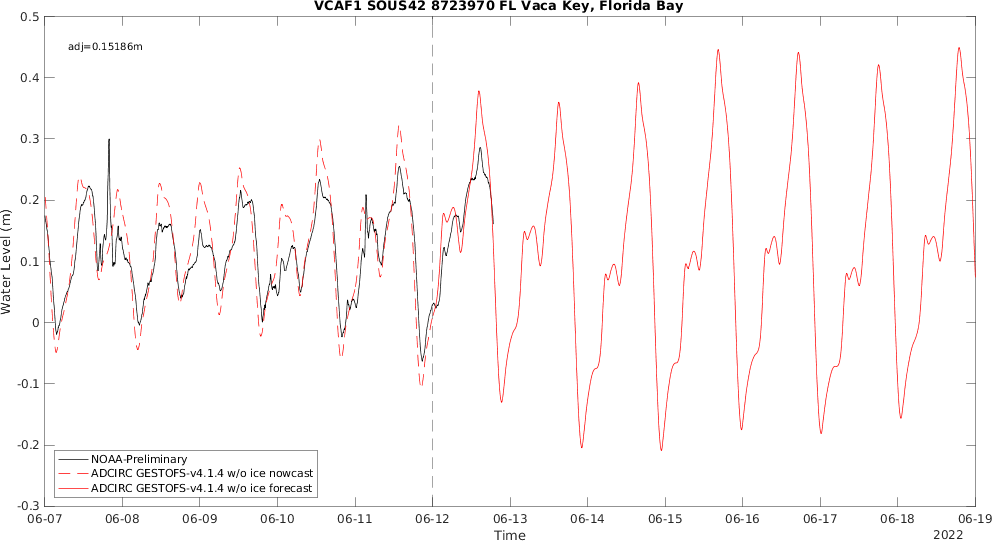 VCAF1 SOUS42 8723970 FL Vaca Key, Florida Bay
adj=0.15186m
0.5
0.4
0.3
0.2
0.1
0
-0.1
-0.2
-0.3
Water Level (m)
NOAA-Preliminary
ADCIRC GESTOFS-v4.1.4 w/o ice nowcast
ADCIRC GESTOFS-v4.1.4 w/o ice forecast
06-07 06-08 06-09 06-10 06-11 06-12 06-13 06-14 06-15 06-16 06-17 06-18 06-19
Time
2022